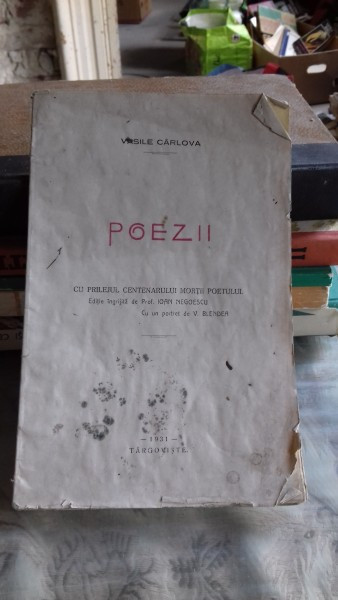 VASILE CÂRLOVA
POEZII
CU PRILEJUL CENTENARULUI MORȚII POETULUI
Ediție îngrijită de Prof. IOAN NEGOESCU
Cu un portret de V. BLENDEA
— 1931 —
TÂRGOVIȘTE